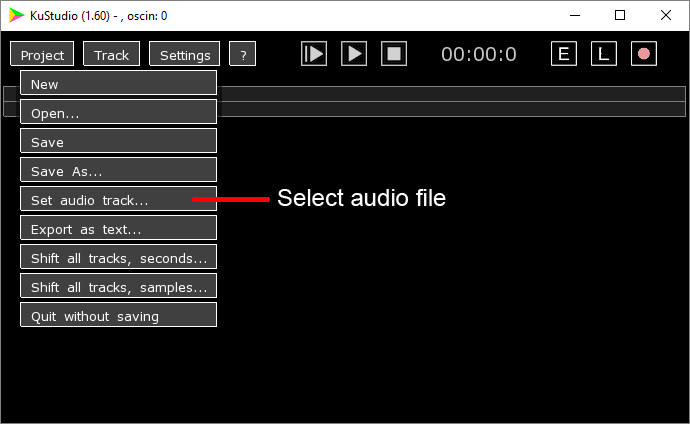 KuStudio (1.60) - , oscin: 0
Project Track Settings ? 00:00:0 E L
New
Open...
Save
Save As...
Set audio track... Select audio file
Export as text...
Shift all tracks, seconds...
Shift all tracks, samples...
Quit without saving